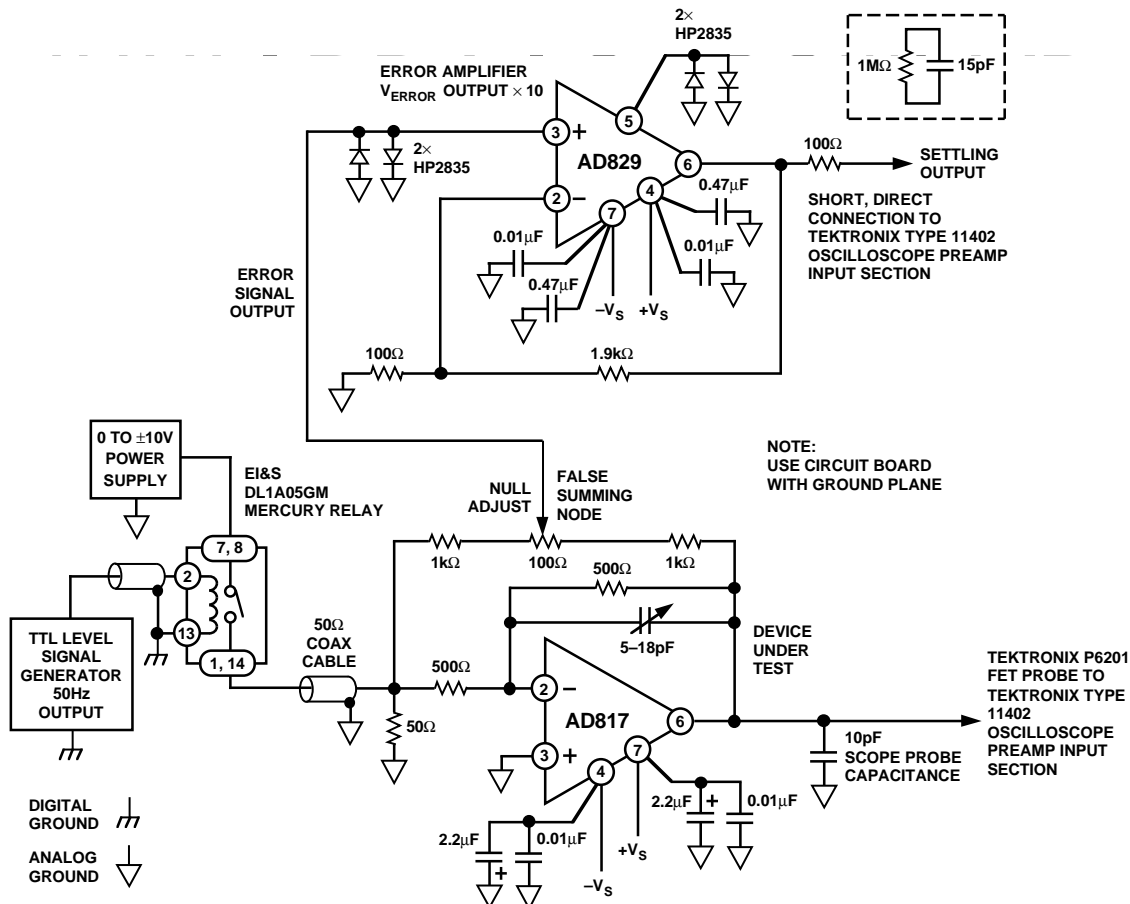 2×
HP2835
ERROR AMPLIFIER
VERROR OUTPUT × 10
1MΩ
15pF
3
+
5
2×
HP2835
AD829
6
100Ω
SETTLING
OUTPUT
2
−
4
7
0.47µF
0.01µF
0.01µF
0.47µF
−VS
+VS
SHORT, DIRECT
CONNECTION TO
TEKTRONIX TYPE 11402
OSCILLOSCOPE PREAMP
INPUT SECTION
ERROR
SIGNAL
OUTPUT
100Ω
1.9kΩ
0 TO ±10V
POWER
SUPPLY
EI&S
DL1A05GM
MERCURY RELAY
NULL
ADJUST
FALSE
SUMMING
NODE
NOTE:
USE CIRCUIT BOARD
WITH GROUND PLANE
7, 8
2
13
1, 14
1kΩ
100Ω
1kΩ
500Ω
5–18pF
TTL LEVEL
SIGNAL
GENERATOR
50Hz
OUTPUT
50Ω
COAX
CABLE
500Ω
50Ω
2
−
AD817
6
3
+
4
7
DEVICE
UNDER
TEST
TEKTRONIX P6201
FET PROBE TO
TEKTRONIX TYPE
11402
OSCILLOSCOPE
PREAMP INPUT
SECTION
10pF
SCOPE PROBE
CAPACITANCE
2.2µF
+
0.01µF
2.2µF
+
0.01µF
+VS
−VS
DIGITAL
GROUND
ANALOG
GROUND